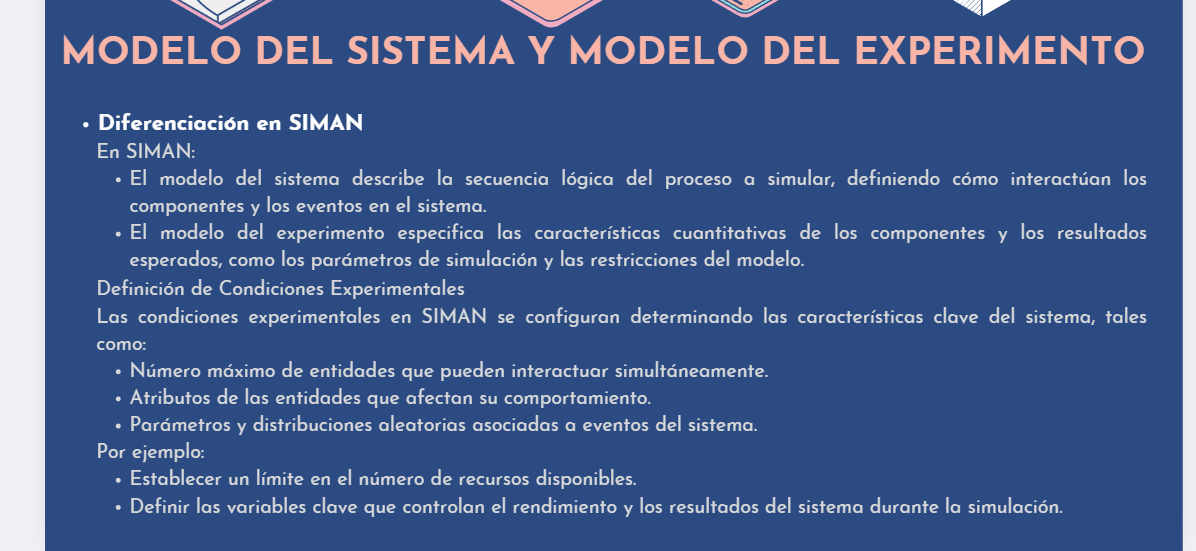 MODELO DEL SISTEMA Y MODELO DEL EXPERIMENTO
• Diferenciación en SIMAN
En SIMAN:
• El modelo del sistema describe la secuencia lógica del proceso a simular, definiendo cómo interactúan los
componentes y los eventos en el sistema.
• El modelo del experimento especifica las características cuantitativas de los componentes y los resultados
esperados, como los parámetros de simulación y las restricciones del modelo.
Definición de Condiciones Experimentales
Las condiciones experimentales en SIMAN se configuran determinando las características clave del sistema, tales
como:
• Número máximo de entidades que pueden interactuar simultáneamente.
• Atributos de las entidades que afectan su comportamiento.
• Parámetros y distribuciones aleatorias asociadas a eventos del sistema.
Por ejemplo:
• Establecer un límite en el número de recursos disponibles.
• Definir las variables clave que controlan el rendimiento y los resultados del sistema durante la simulación.